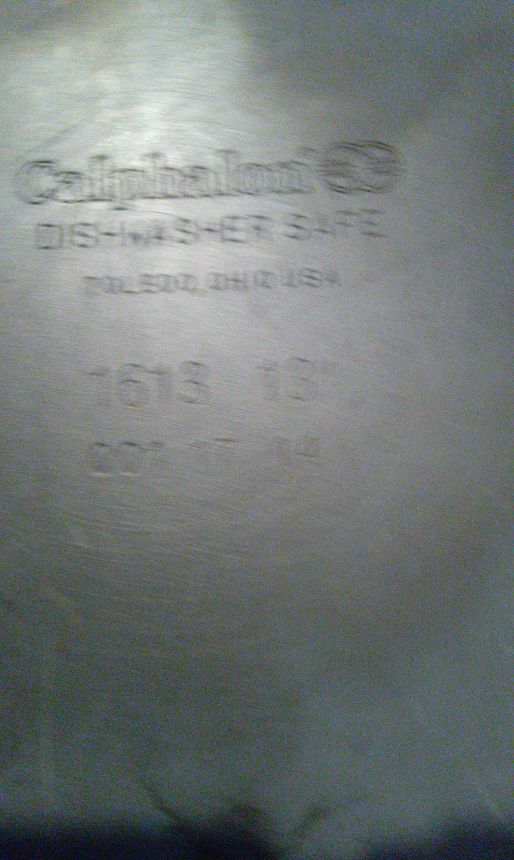 Calphalon
DISHWASHER SAFE
TOLEDO, OHIO USA
1613 13"